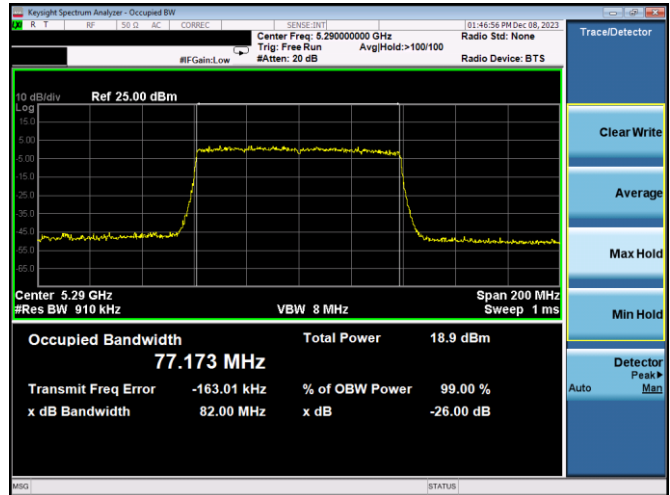 Keysight Spectrum Analyzer - Occupied BW
R T RF 50 Ω AC CORREC SENSE:INT 01:46:56 PM Dec 08, 2023
Center Freq: 5.290000000 GHz Radio Std: None
Trig: Free Run Avg|Hold:>100/100
#IFGain:Low #Atten: 20 dB Radio Device: BTS
Trace/Detector
10 dB/div Ref 25.00 dBm
Log
15.0
5.00
-5.00
-15.0
-25.0
-35.0
-45.0
-55.0
-65.0
Center 5.29 GHz Span 200 MHz
#Res BW 910 kHz VBW 8 MHz Sweep 1 ms
Occupied Bandwidth Total Power 18.9 dBm
77.173 MHz
Transmit Freq Error -163.01 kHz % of OBW Power 99.00 %
x dB Bandwidth 82.00 MHz x dB -26.00 dB
Clear Write
Average
Max Hold
Min Hold
Detector
Peak▶
Auto Man
MSG STATUS